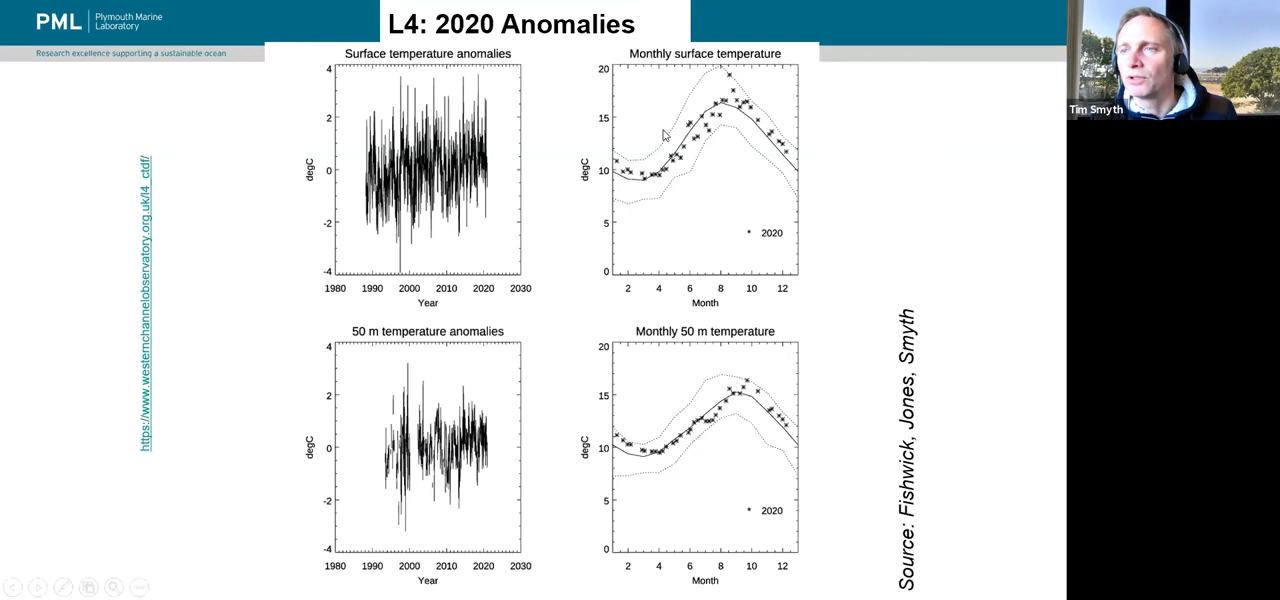 PML
Plymouth Marine
Laboratory
L4: 2020 Anomalies
Research excellence supporting a sustainable ocean
Tim Smyth
https://www.westernchannelobservatory.org.uk/l4_ctdf/
Surface temperature anomalies
4
2
0
-2
-4
degC
1980 1990 2000 2010 2020 2030
Year
Monthly surface temperature
20
15
10
5
0
degC
* 2020
2 4 6 8 10 12
Month
50 m temperature anomalies
4
2
0
-2
-4
degC
1980 1990 2000 2010 2020 2030
Year
Monthly 50 m temperature
20
15
10
5
0
degC
* 2020
2 4 6 8 10 12
Month
Source: Fishwick, Jones, Smyth